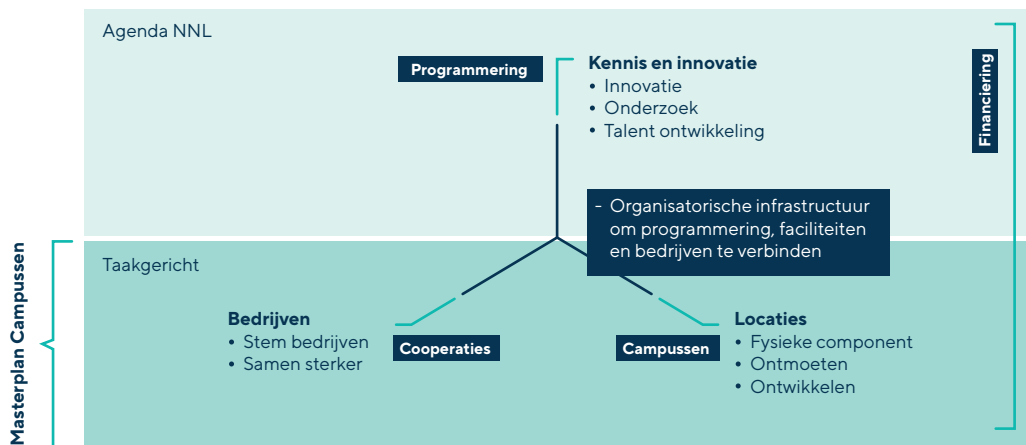 Agenda NNL
Programmering
Kennis en innovatie
• Innovatie
• Onderzoek
• Talent ontwikkeling
Financiering
- Organisatorische infrastructuur
om programmering, faciliteiten
en bedrijven te verbinden
Masterplan Campussen
Taakgericht
Bedrijven
• Stem bedrijven
• Samen sterker
Cooperaties
Campussen
Locaties
• Fysieke component
• Ontmoeten
• Ontwikkelen